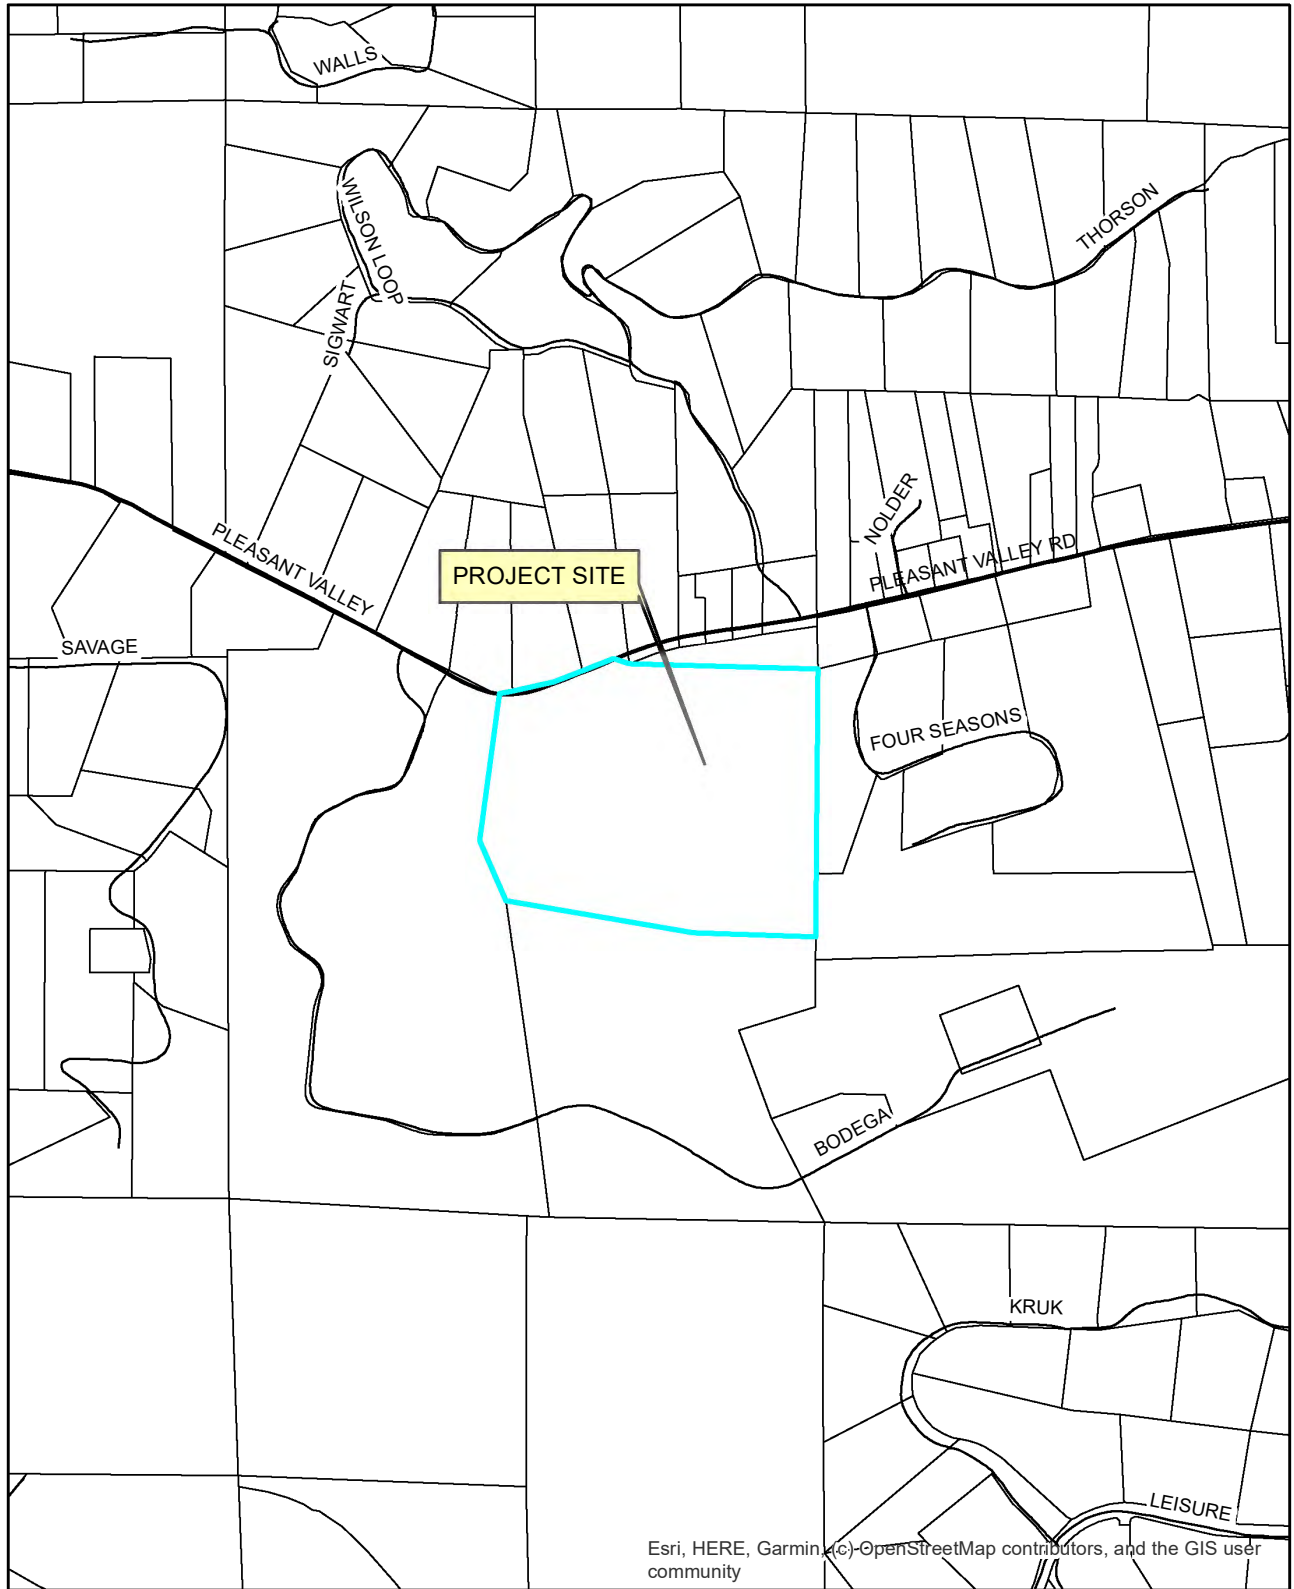 WALLS
WILSON LOOP
THORSON
SIGWART
NOLDER
PLEASANT VALLEY
PLEASANT VALLEY RD
PROJECT SITE
SAVAGE
FOUR SEASONS
BODEGA
KRUK
LEISURE
Esri, HERE, Garmin, (c) OpenStreetMap contributors, and the GIS user
community